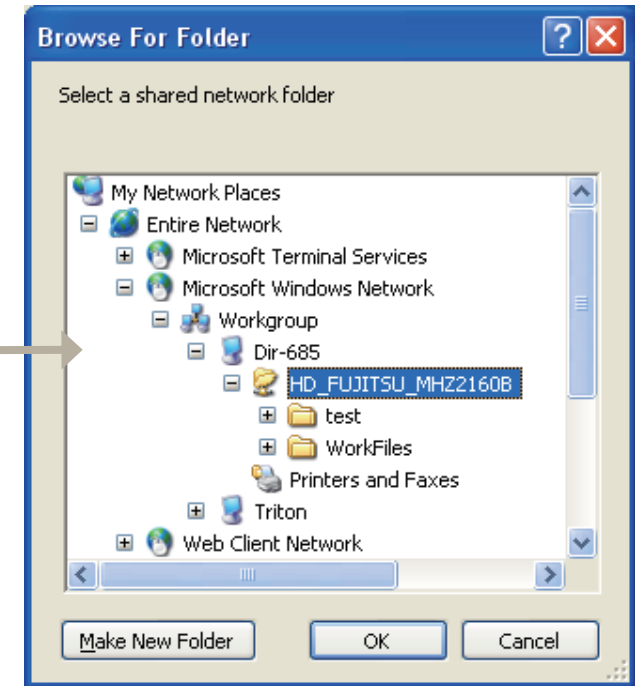 Browse For Folder
Select a shared network folder
My Network Places
Entire Network
Microsoft Terminal Services
Microsoft Windows Network
Workgroup
Dir-685
HD_FUJITSU_MHZ2160B
test
WorkFiles
Printers and Faxes
Triton
Web Client Network
Make New Folder OK Cancel